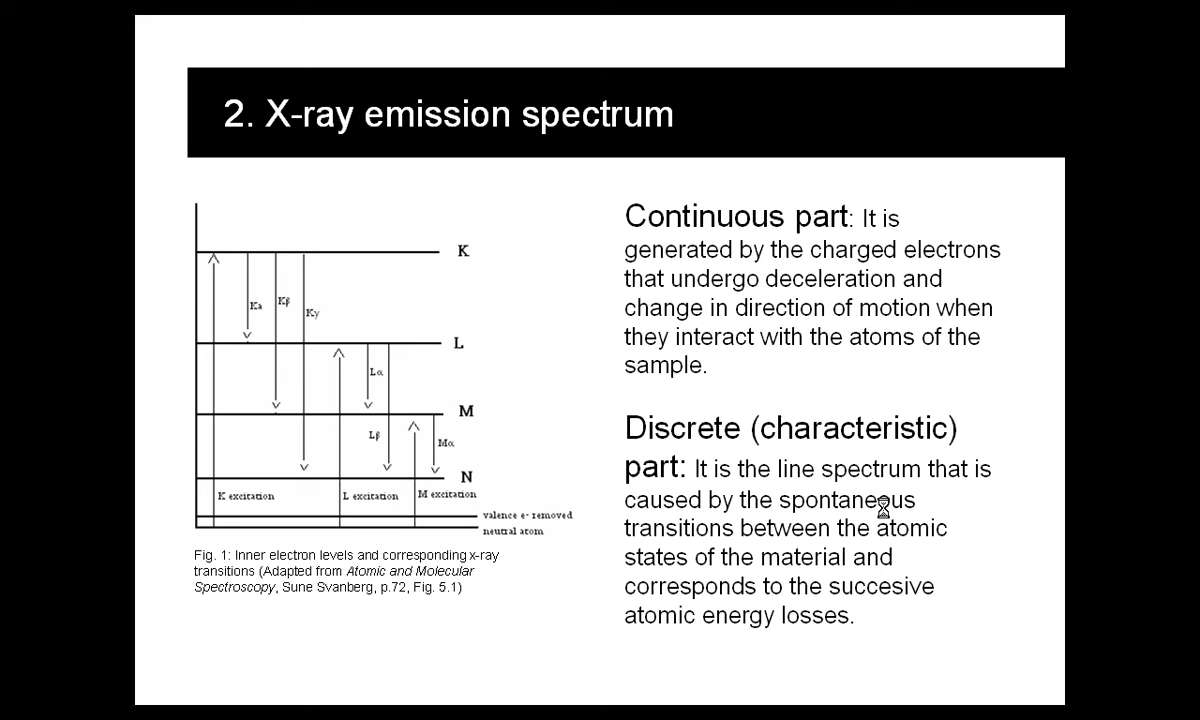 2. X-ray emission spectrum
K
Ka
Kβ
Kγ
L
Lα
M
Lβ
Mα
N
K excitation
L excitation
M excitation
valence e- removed
neutral atom
Fig. 1: Inner electron levels and corresponding x-ray
transitions (Adapted from Atomic and Molecular
Spectroscopy, Sune Svanberg, p.72, Fig. 5.1)
Continuous part: It is
generated by the charged electrons
that undergo deceleration and
change in direction of motion when
they interact with the atoms of the
sample.
Discrete (characteristic)
part: It is the line spectrum that is
caused by the spontaneous
transitions between the atomic
states of the material and
corresponds to the succesive
atomic energy losses.